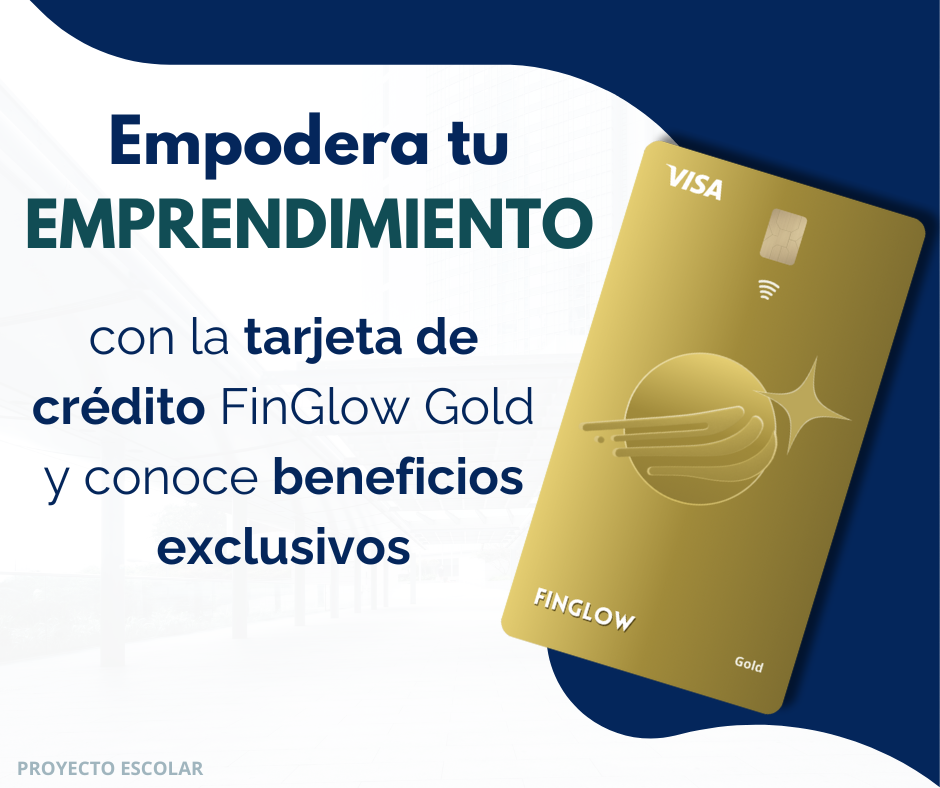 Empodera tu
EMPRENDIMIENTO
con la tarjeta de
crédito FinGlow Gold
y conoce beneficios
exclusivos
VISA
FINGLOW
Gold
PROYECTO ESCOLAR